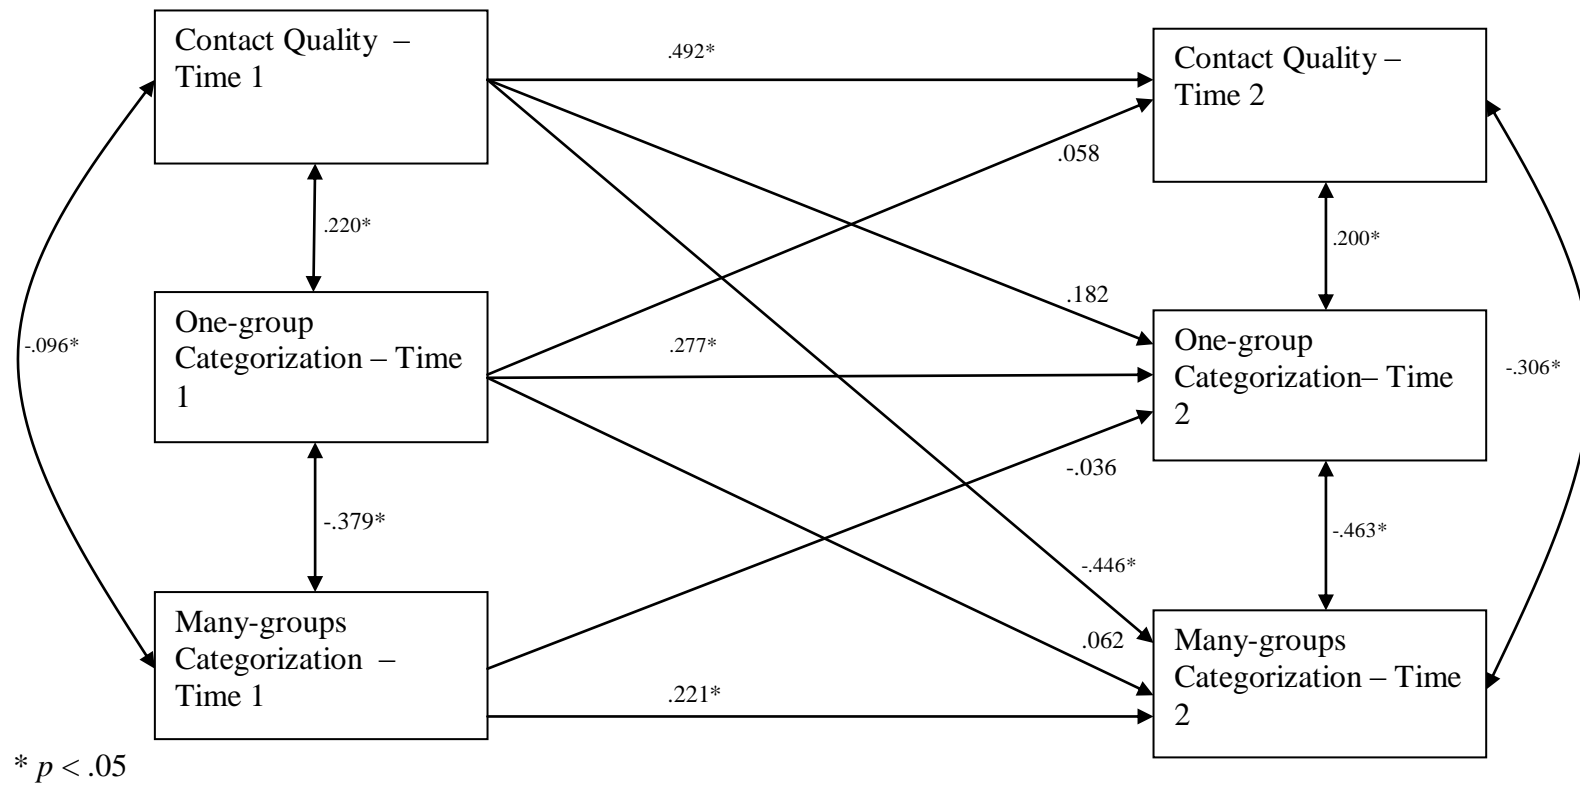 Contact Quality –
Time 1
.492*
Contact Quality –
Time 2
.058
.220*
.200*
.182
One-group
Categorization – Time
1
-.096*
.277*
One-group
Categorization– Time
2
-.306*
-.036
-.379*
-.463*
-.446*
Many-groups
Categorization –
Time 1
.062
.221*
Many-groups
Categorization – Time
2
* p < .05